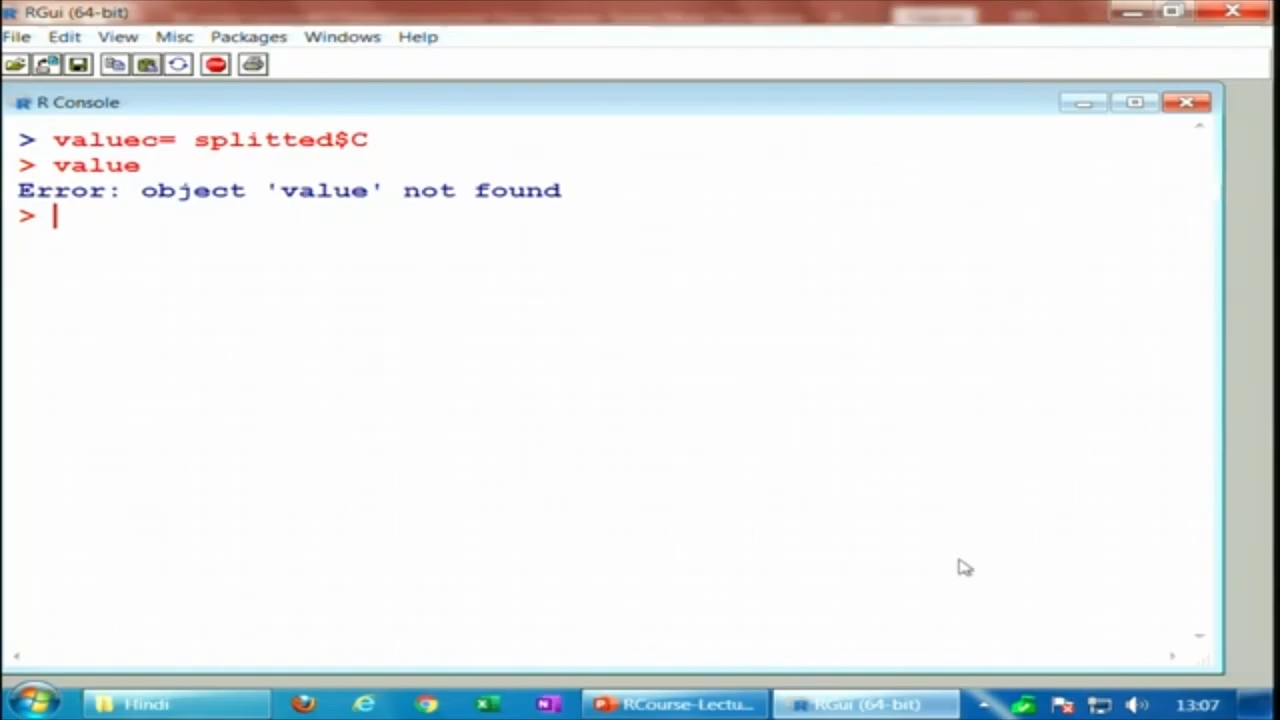 RGui (64-bit)
File Edit View Misc Packages Windows Help
R Console
> valuec= splitted$C
> value
Error: object 'value' not found
>
Hindi RCourse-Lectu... RGui (64-bit) 13:07